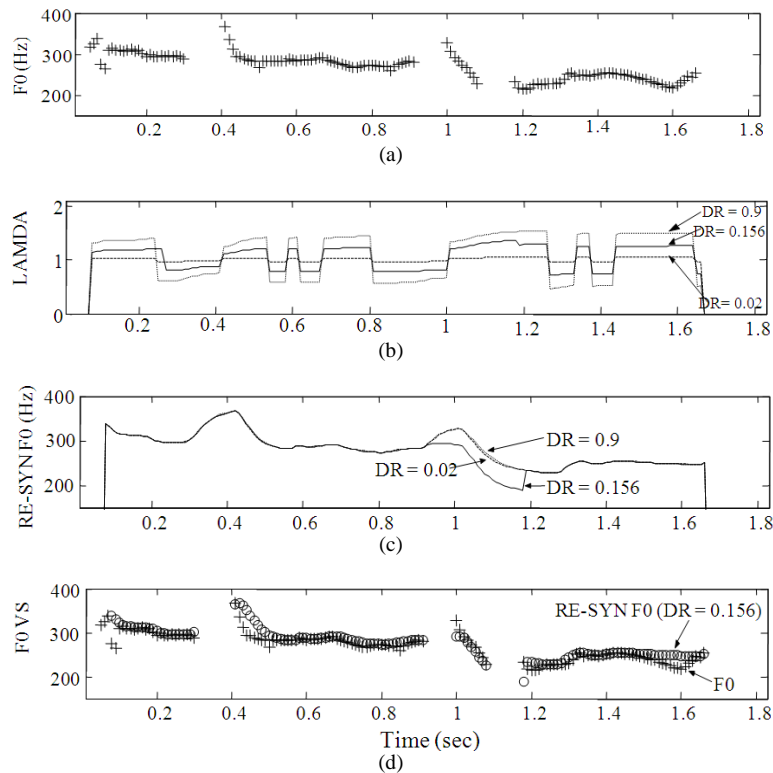 400
300
200
F0 (Hz)
0.2 0.4 0.6 0.8 1 1.2 1.4 1.6 1.8
(a)
2
1
0
LAMDA
DR = 0.9
DR = 0.156
DR= 0.02
0.2 0.4 0.6 0.8 1 1.2 1.4 1.6 1.8
(b)
400
300
200
RE-SYN F0 (Hz)
DR = 0.9
DR = 0.02
DR = 0.156
0.2 0.4 0.6 0.8 1 1.2 1.4 1.6 1.8
(c)
400
300
200
F0 VS
RE-SYN F0 (DR = 0.156)
F0
0.2 0.4 0.6 0.8 1 1.2 1.4 1.6 1.8
Time (sec)
(d)